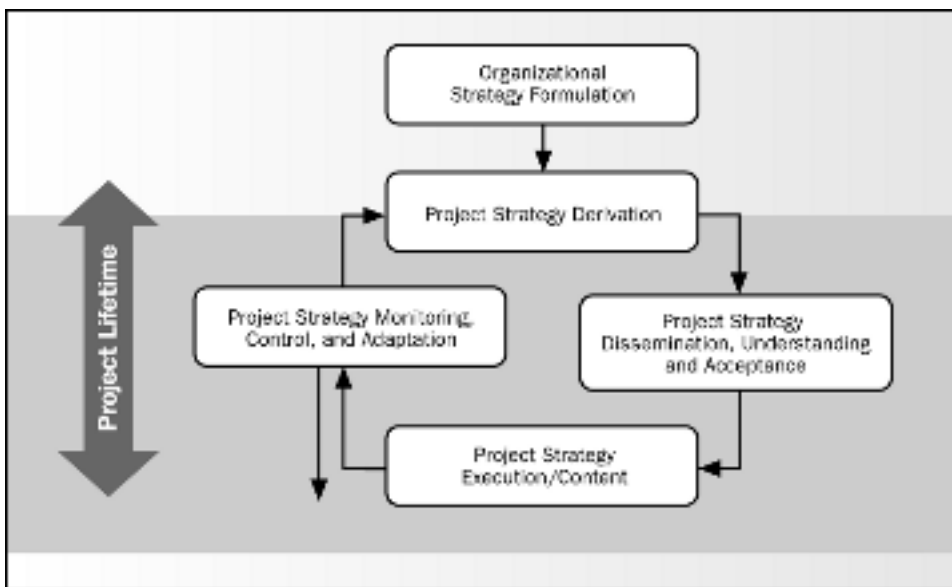 Organizational
Strategy Formulation
Project Strategy Derivation
Project Lifetime
Project Strategy Monitoring,
Control, and Adaptation
Project Strategy
Dissemination, Understanding
and Acceptance
Project Strategy
Execution/Content